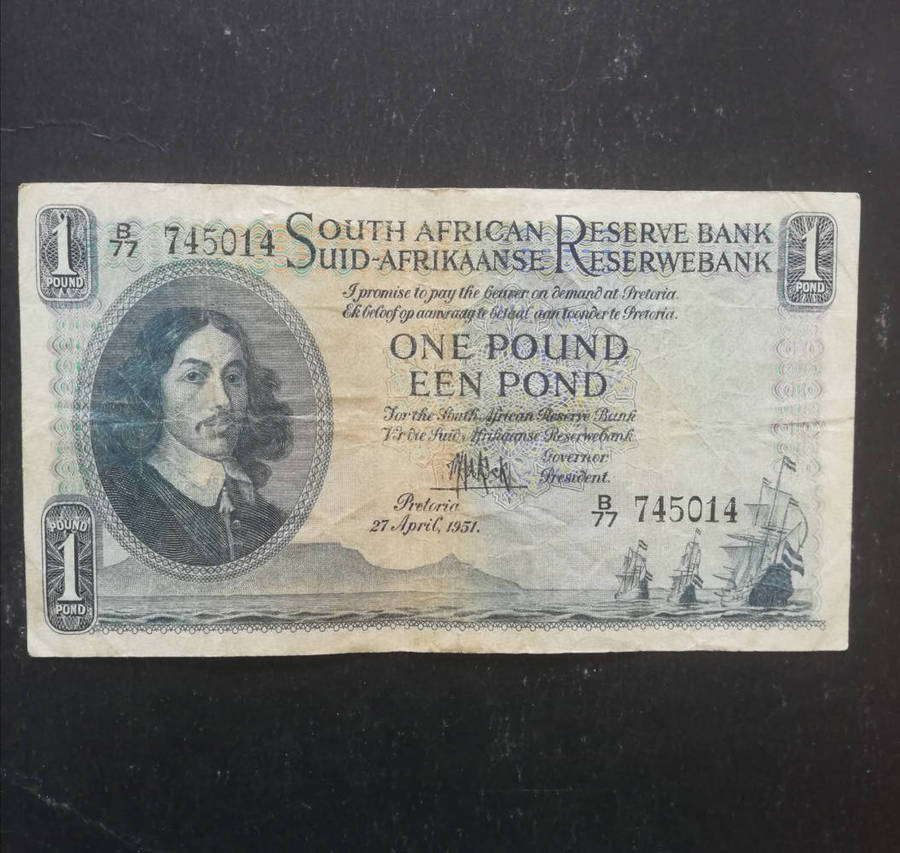 1
POUND
B/77 745014
SOUTH AFRICAN RESERVE BANK
SUID-AFRIKAANSE RESERWEBANK
1
POND
I promise to pay the bearer on demand at Pretoria.
Ek beloof op aanvraag te betaal aan toonder te Pretoria.
ONE POUND
EEN POND
For the South African Reserve Bank
Vir die Suid-Afrikaanse Reserwebank
Governor
President.
Pretoria
27 April, 1951.
B/77 745014
POUND
1
POND